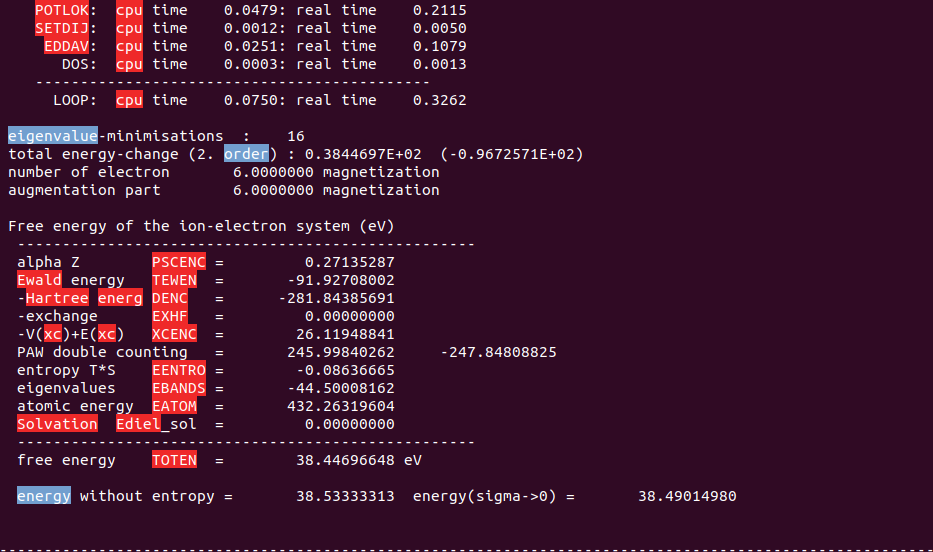 POTLOK:  cpu time    0.0479: real time    0.2115
SETDIJ:  cpu time    0.0012: real time    0.0050
EDDAV:  cpu time    0.0251: real time    0.1079
DOS:  cpu time    0.0003: real time    0.0013
--------------------------------------------
LOOP:  cpu time    0.0750: real time    0.3262
eigenvalue-minimisations  :    16
total energy-change (2. order) : 0.3844697E+02  (-0.9672571E+02)
number of electron       6.0000000 magnetization
augmentation part        6.0000000 magnetization
Free energy of the ion-electron system (eV)
---------------------------------------------------
alpha Z        PSCENC =         0.27135287
Ewald energy   TEWEN  =       -91.92708002
-Hartree energ DENC   =      -281.84385691
-exchange      EXHF   =         0.00000000
-V(xc)+E(xc)   XCENC  =        26.11948841
PAW double counting   =       245.99840262     -247.84808825
entropy T*S    EENTRO =        -0.08636665
eigenvalues    EBANDS =       -44.50008162
atomic energy  EATOM  =       432.26319604
Solvation  Ediel_sol  =         0.00000000
---------------------------------------------------
free energy    TOTEN  =        38.44696648 eV
energy without entropy =       38.53333313  energy(sigma->0) =       38.49014980
--------------------------------------------------------------------------------------------------------